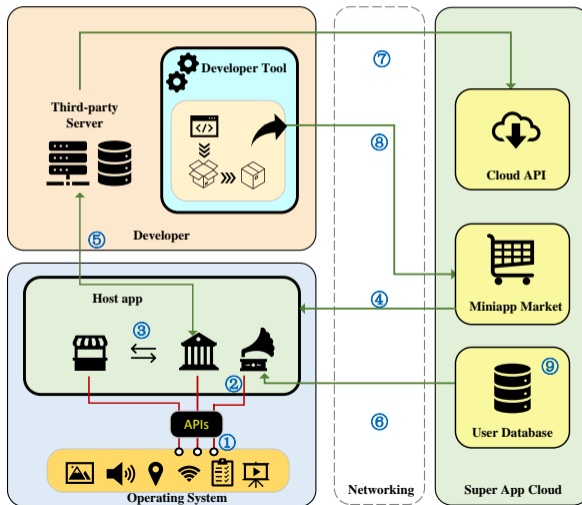 ⑦
Developer Tool
Third-party
Server
</>
⑧
Cloud API
Developer
⑤
Host app
④
Miniapp Market
③
②
⑨
APIs
①
⑥
User Database
Operating System
Networking
Super App Cloud